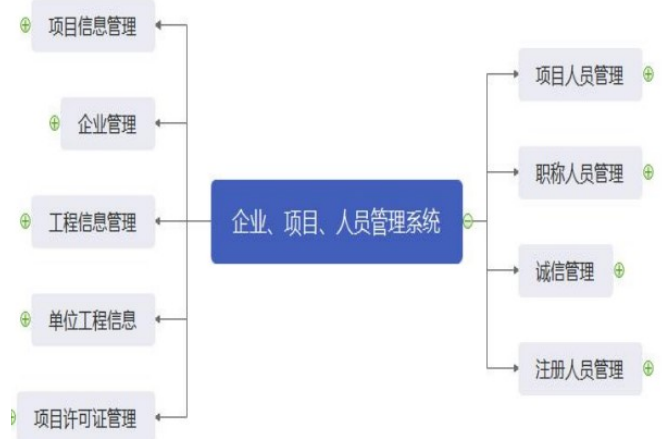 项目信息管理
企业管理
工程信息管理
单位工程信息
项目许可证管理
企业、项目、人员管理系统
项目人员管理
职称人员管理
诚信管理
注册人员管理